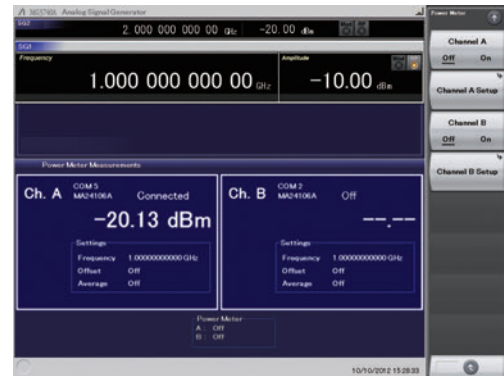 MG3740A Analog Signal Generator
SG2
2. 000 000 000 00 GHz -20. 00 dBm
SG1
Frequency
1.000 000 000 00 GHz
Amplitude
-10.00 dBm
Power Meter Measurements
Ch. A
COM 5
MA24106A
Connected
-20.13 dBm
Settings
Frequency 1.00000000000 GHz
Offset Off
Average Off
Ch. B
COM 2
MA24106A
Off
--.--
Settings
Frequency 1.00000000000 GHz
Offset Off
Average Off
Power Meter
A : Off
B : Off
10/10/2012 15:28:33
Power Meter
Channel A
Off On
Channel A Setup
Channel B
Off On
Channel B Setup